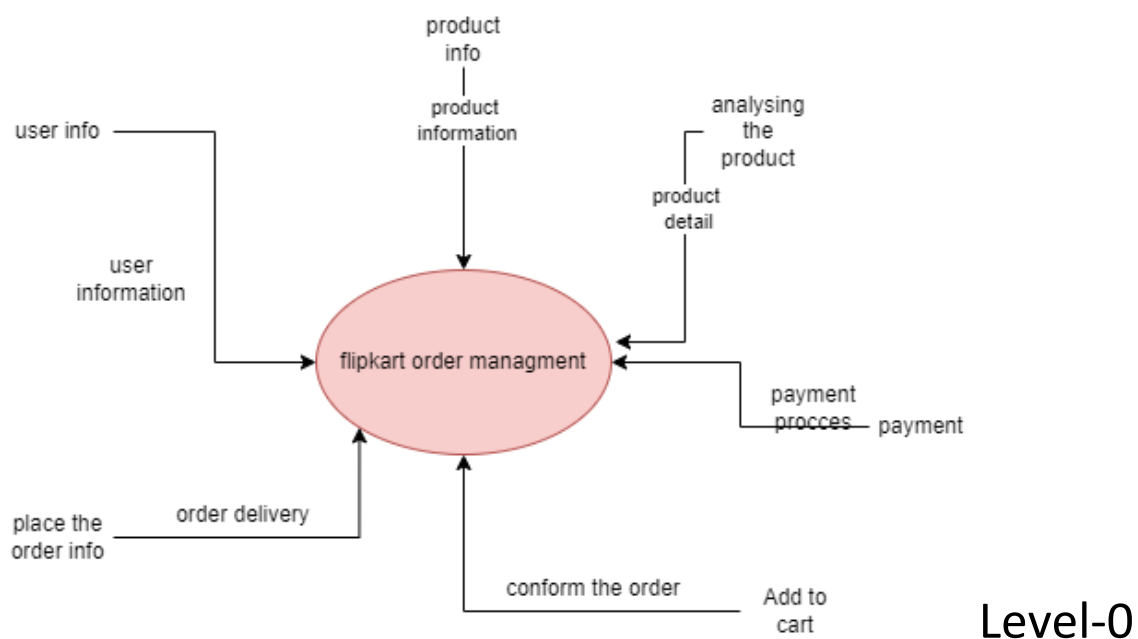 product
info
product
information
analysing
the
product
user info
product
detail
user
information
flipkart order managment
payment
procces
payment
order delivery
place the
order info
conform the order
Add to
cart
Level-0